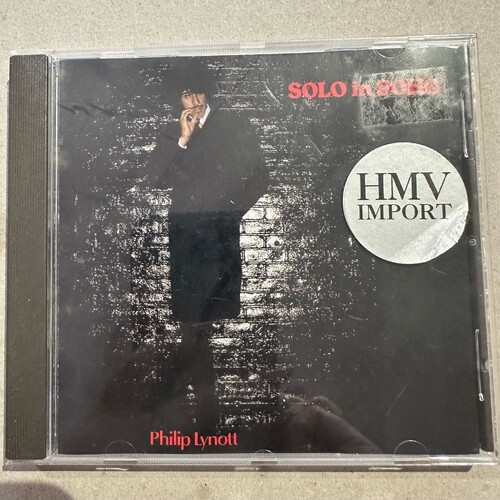 SOLO in SOHO
HMV
IMPORT
Philip Lynott